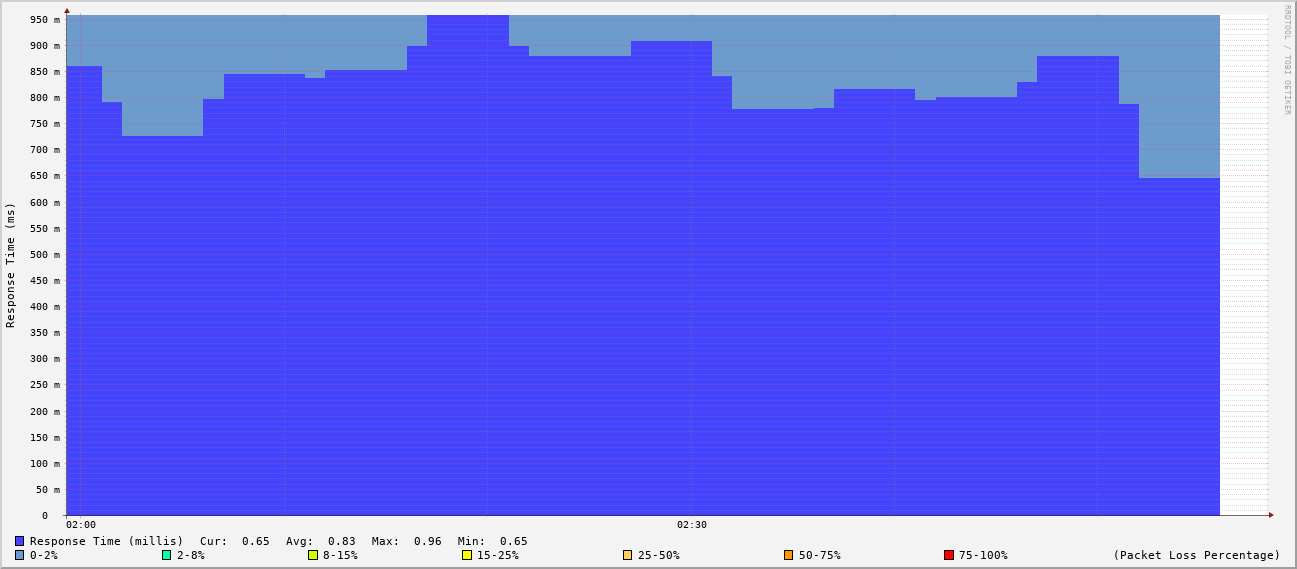 RRDTOOL / TOBI OETIKER
Response Time (ms)
950 m
900 m
850 m
800 m
750 m
700 m
650 m
600 m
550 m
500 m
450 m
400 m
350 m
300 m
250 m
200 m
150 m
100 m
50 m
0
02:00 02:30
Response Time (millis) Cur: 0.65 Avg: 0.83 Max: 0.96 Min: 0.65
0-2% 2-8% 8-15% 15-25% 25-50% 50-75% 75-100% (Packet Loss Percentage)